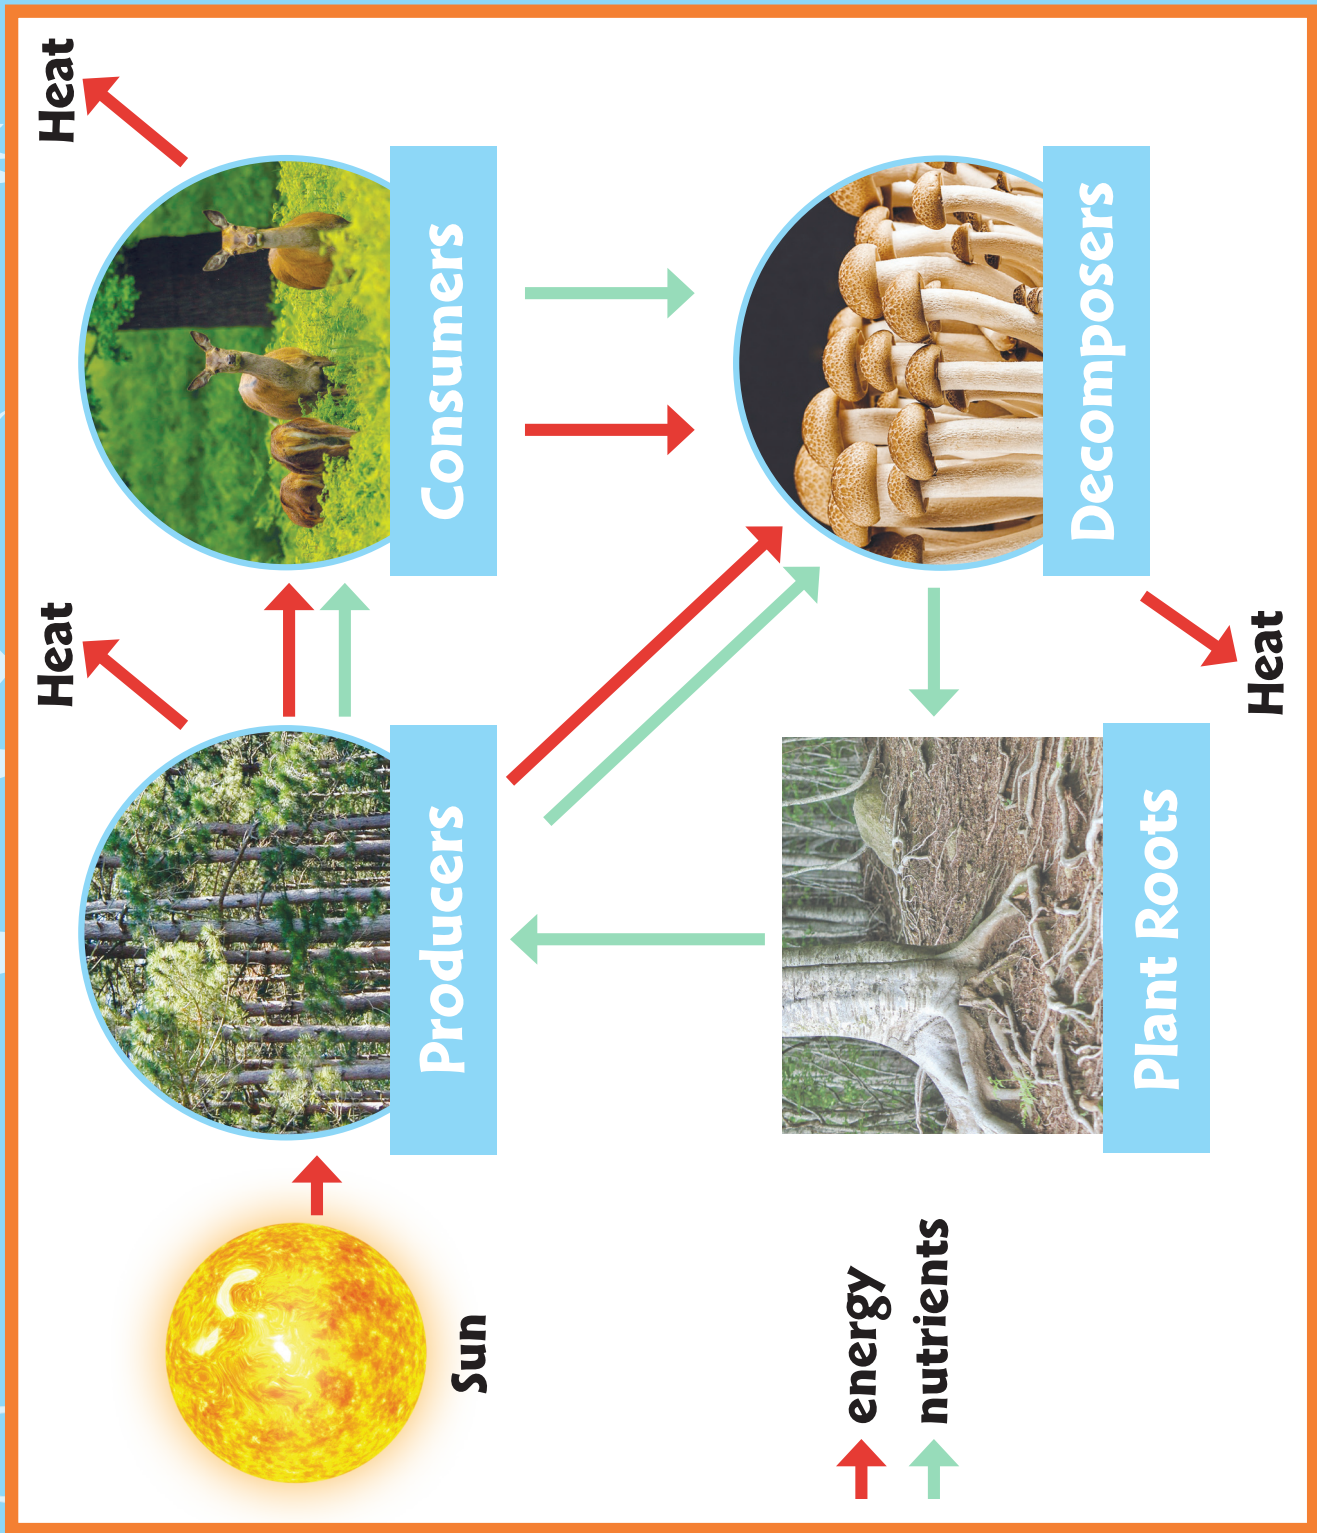 Heat
Heat
Sun
Producers
Consumers
energy
nutrients
Plant Roots
Decomposers
Heat